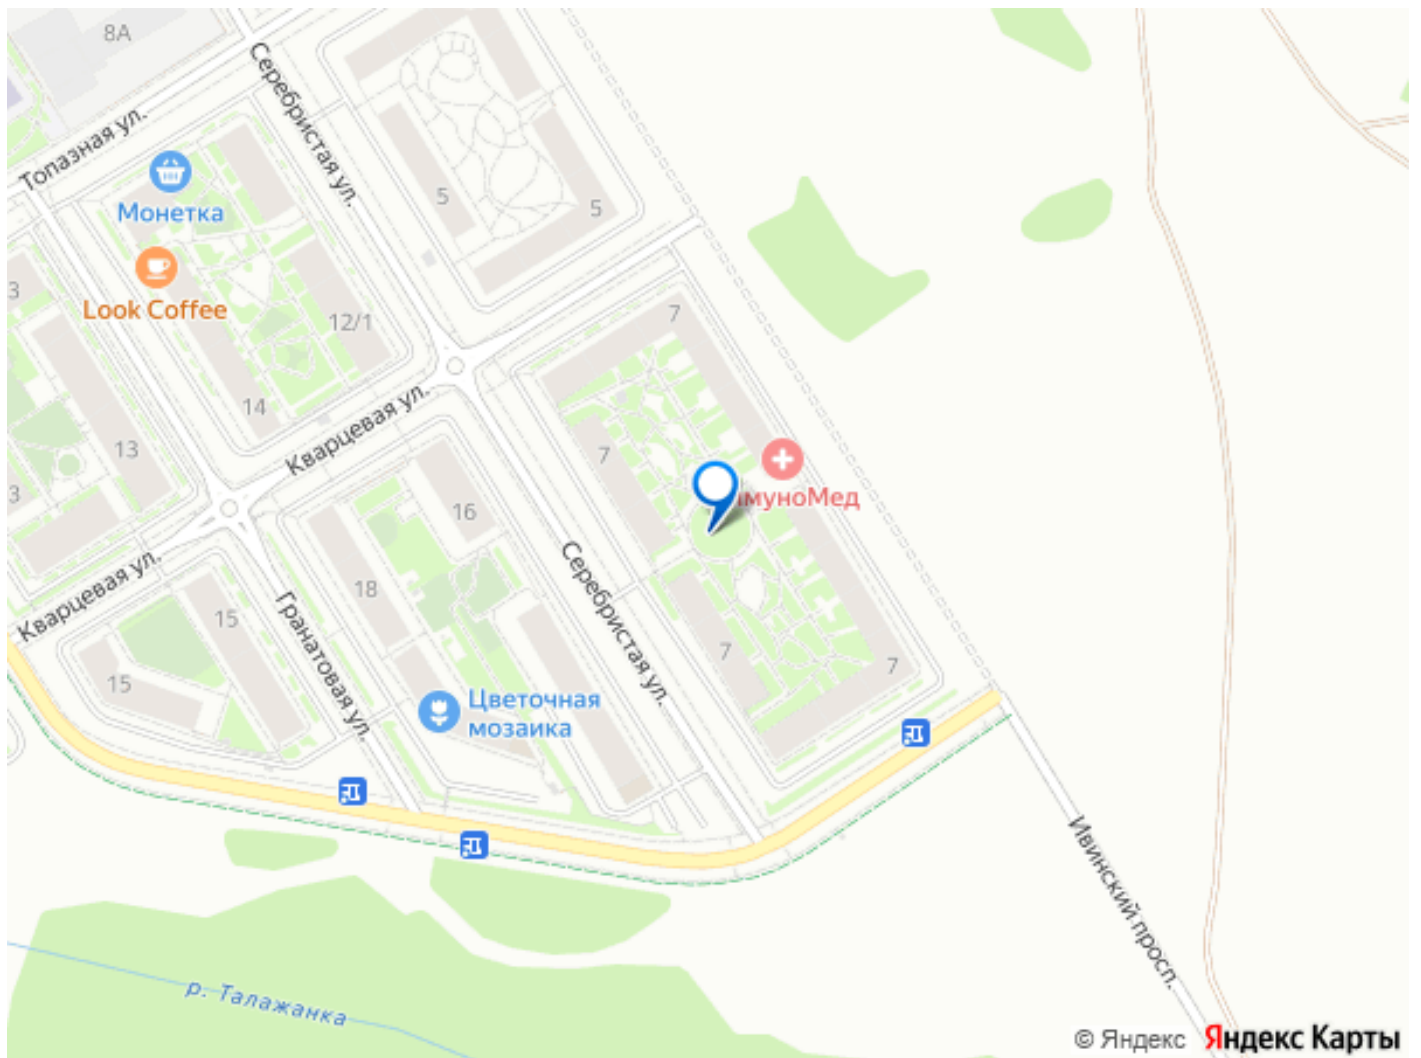 8А
Серебристая ул.
Топазная ул.
Монетка
5
5
Look Coffee
3
12/1
7
14
Кварцевая ул.
13
7
3
16
муноМед
Серебристая ул.
Кварцевая ул.
18
15
Гранатовая ул.
15
7
7
Цветочная
мозаика
Ивинский просп.
р. Талажанка
© Яндекс Яндекс Карты